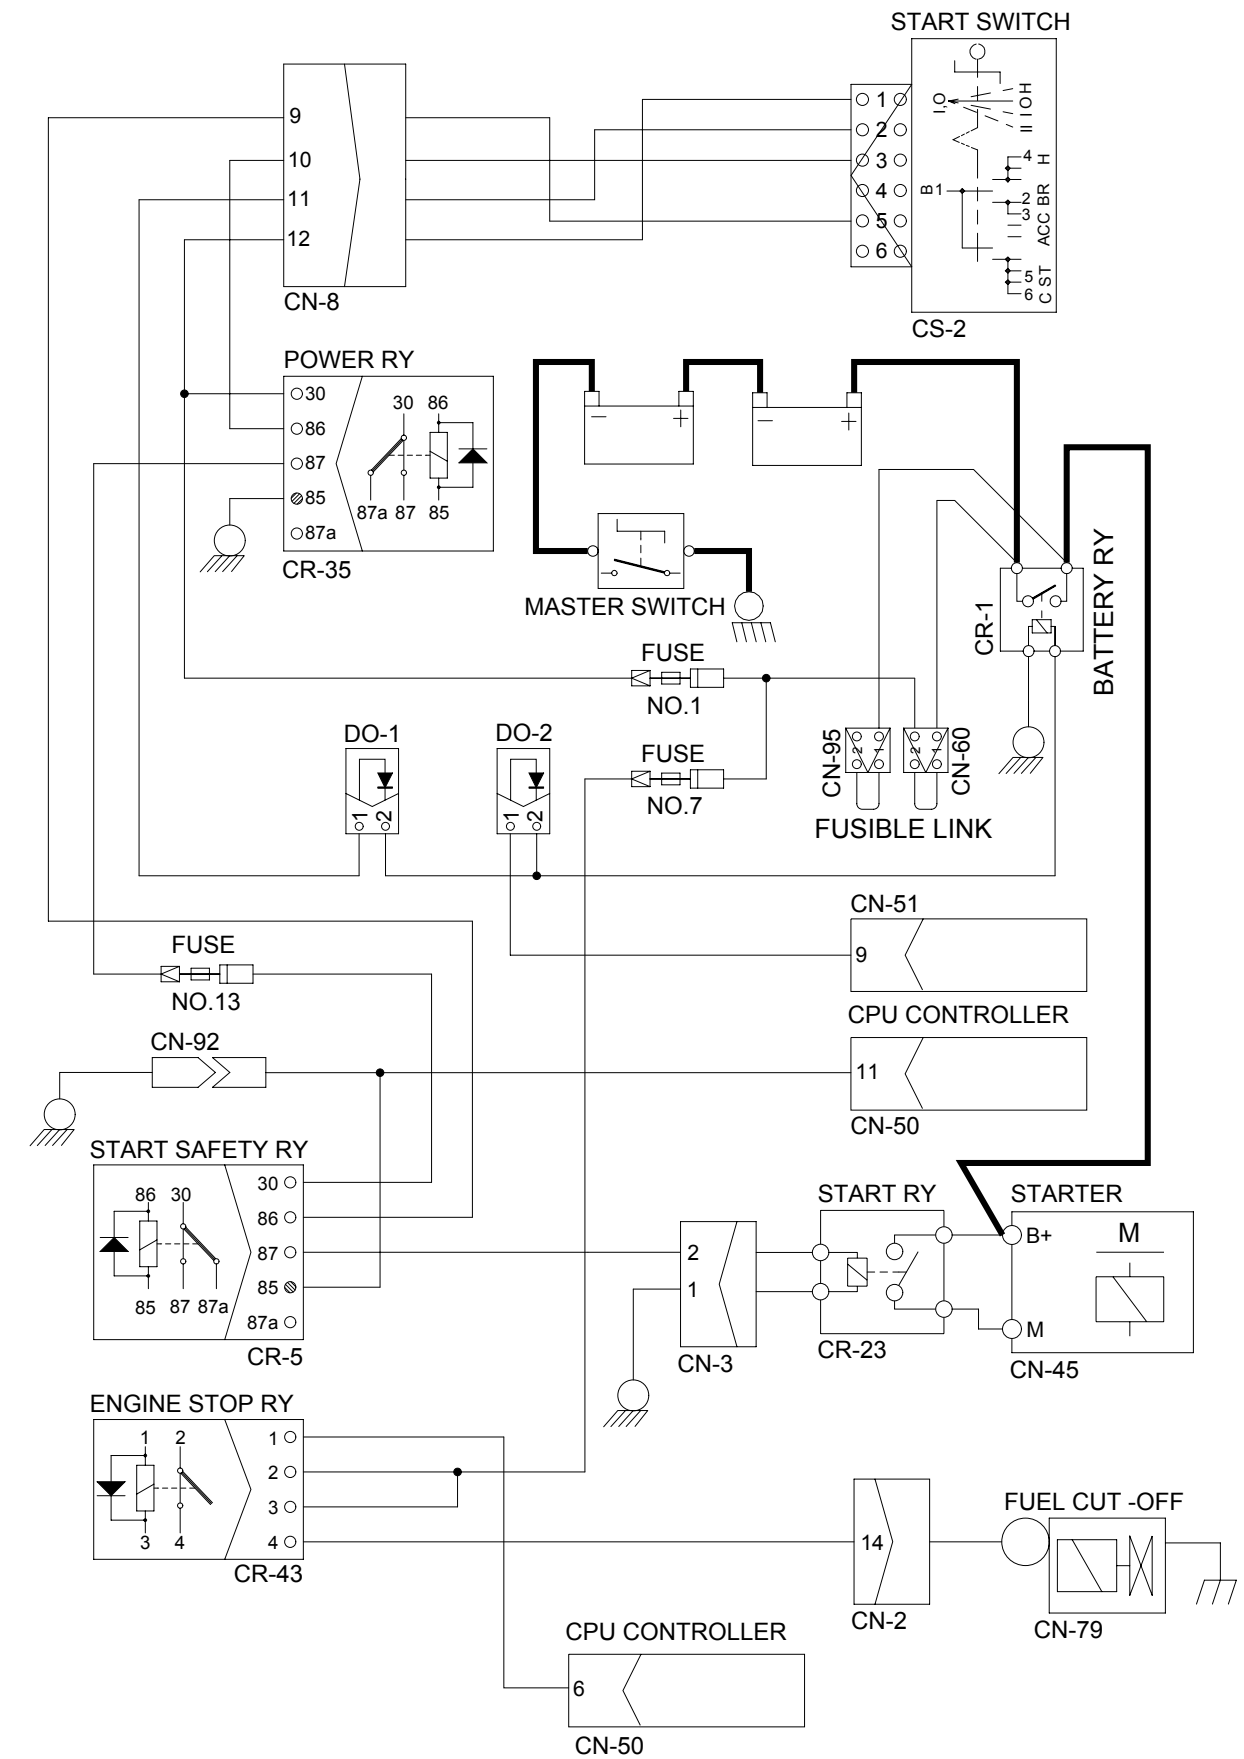 START SWITCH
I,O
H
O
I
II
1
2
3
4
5
6
B1
4 H
2 BR
3 ACC
5 ST
6 C
CS-2
9
10
11
12
CN-8
POWER RY
30
86
87
85
87a
30 86
87a 87 85
CR-35
− +
− +
MASTER SWITCH
CR-1
BATTERY RY
FUSE
NO.1
FUSE
NO.7
DO-1
1 2
DO-2
1 2
CN-95
2 1
2 1
CN-60
FUSIBLE LINK
CN-51
9
CPU CONTROLLER
11
CN-50
FUSE
NO.13
CN-92
START SAFETY RY
86 30
85 87 87a
30
86
87
85
87a
CR-5
2
1
CN-3
START RY
CR-23
STARTER
B+
M
M
CN-45
ENGINE STOP RY
1 2
3 4
1
2
3
4
CR-43
14
CN-2
FUEL CUT -OFF
CN-79
CPU CONTROLLER
6
CN-50